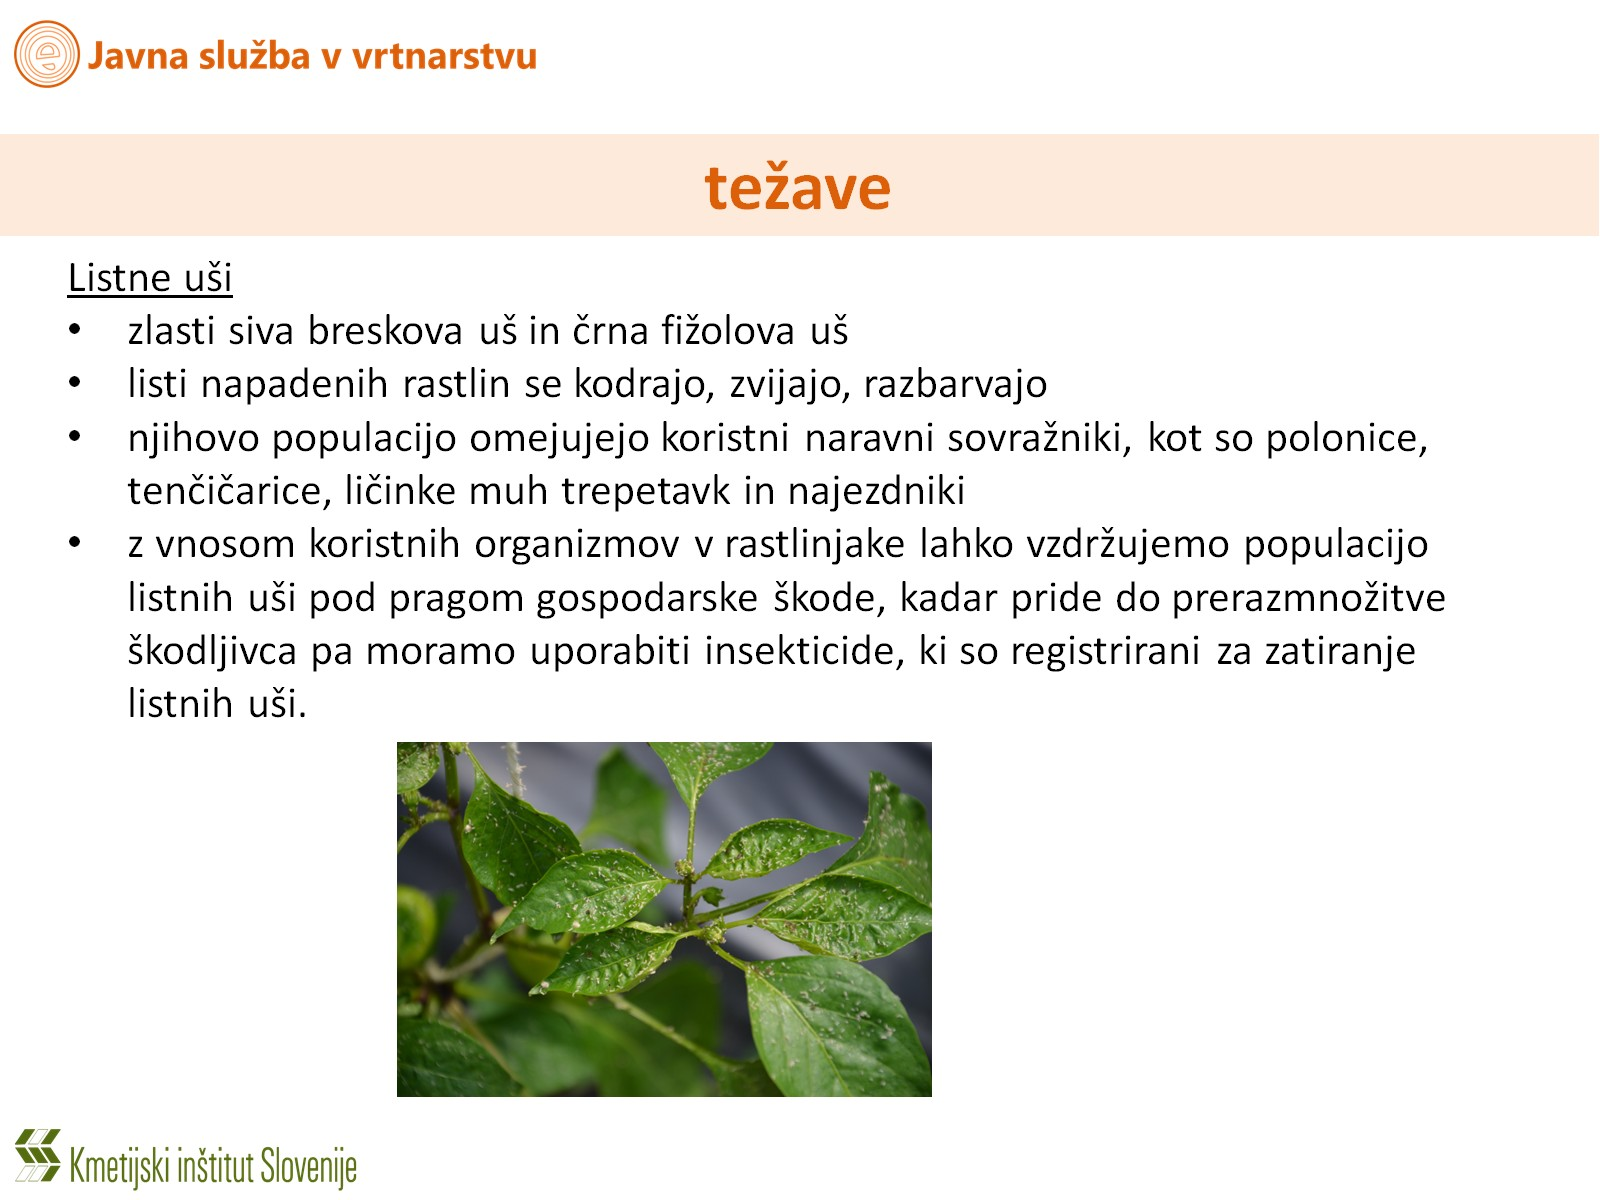 Javna služba v vrtnarstvu
težave
Listne uši
• zlasti siva breskova uš in črna fižolova uš
• listi napadenih rastlin se kodrajo, zvijajo, razbarvajo
• njihovo populacijo omejujejo koristni naravni sovražniki, kot so polonice,
tenčičarice, ličinke muh trepetavk in najezdniki
• z vnosom koristnih organizmov v rastlinjake lahko vzdržujemo populacijo
listnih uši pod pragom gospodarske škode, kadar pride do prerazmnožitve
škodljivca pa moramo uporabiti insekticide, ki so registrirani za zatiranje
listnih uši.
Kmetijski inštitut Slovenije